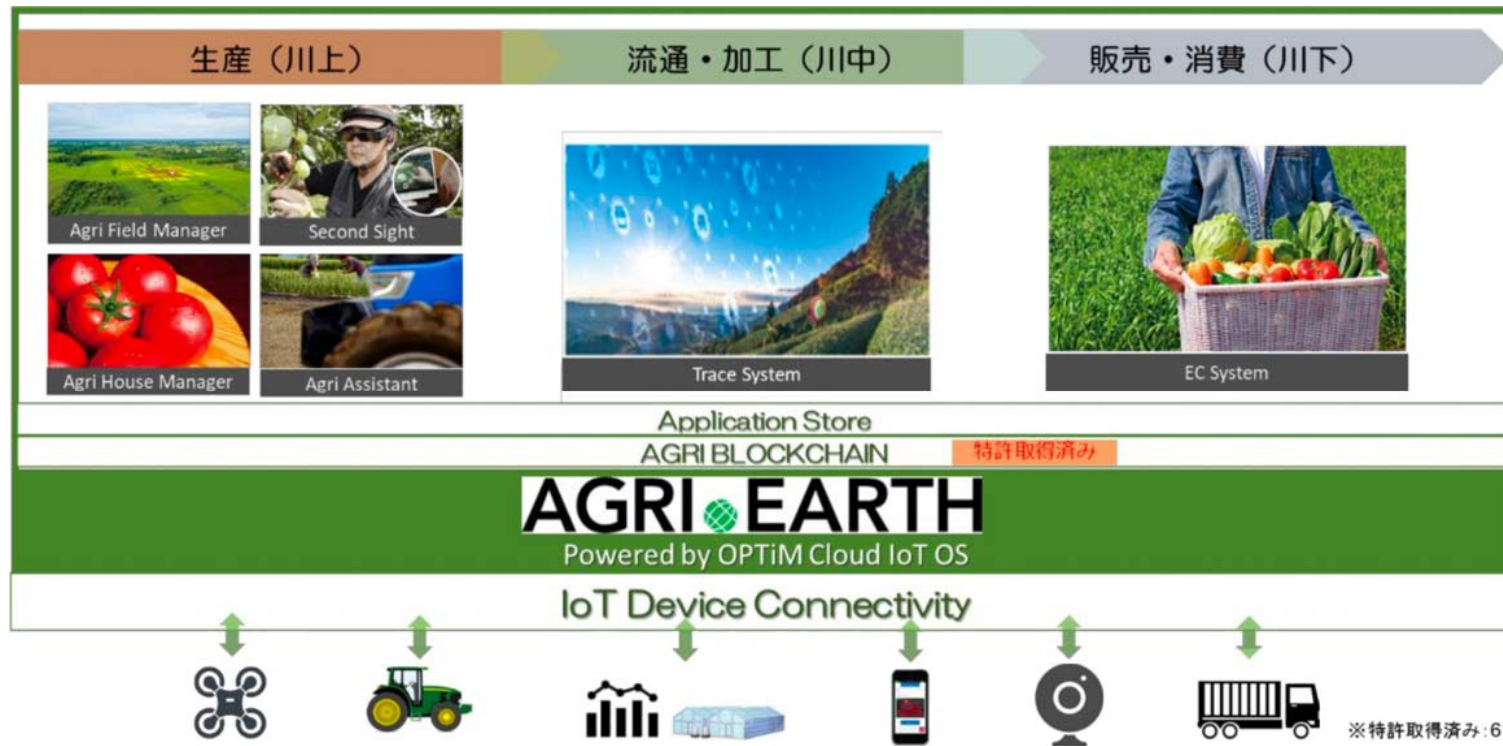 生産（川上）
流通・加工（川中）
販売・消費（川下）
Agri Field Manager
Second Sight
Agri House Manager
Agri Assistant
Trace System
EC System
Application Store
AGRI BLOCKCHAIN
特許取得済み
AGRI EARTH
Powered by OPTiM Cloud IoT OS
IoT Device Connectivity
※特許取得済み:6